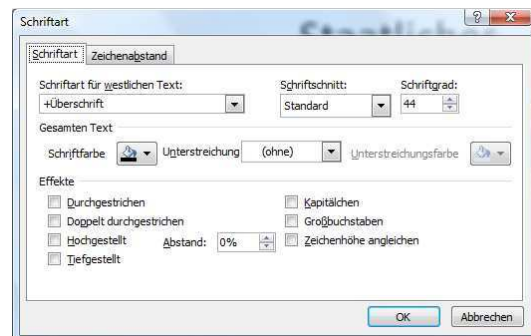 Schriftart
Staatliches
Schriftart Zeichenabstand
Schriftart für westlichen Text: Schriftschnitt: Schriftgrad:
+Überschrift Standard 44
Gesamten Text
Schriftfarbe Unterstreichung (ohne) Unterstreichungsfarbe
Effekte
Durchgestrichen Kapitälchen
Doppelt durchgestrichen Großbuchstaben
Hochgestellt Abstand: 0% Zeichenhöhe angleichen
Tiefgestellt
OK Abbrechen